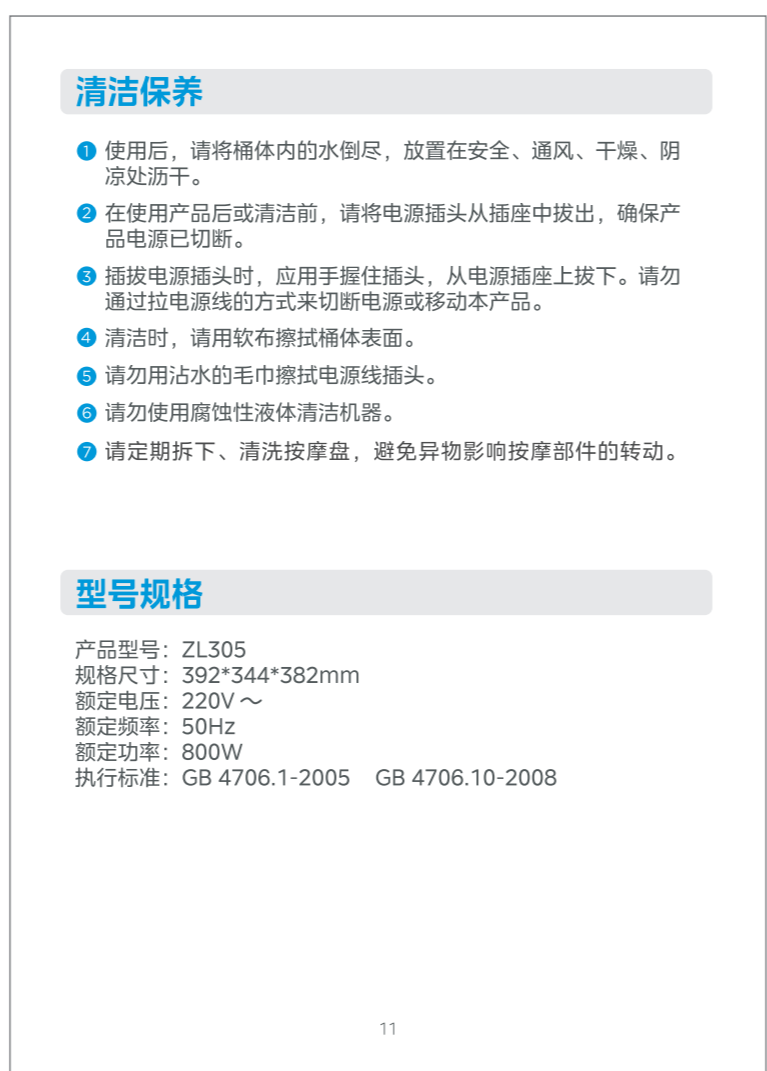 清洁保养
1 使用后，请将桶体内的水倒尽，放置在安全、通风、干燥、阴
凉处沥干。
2 在使用产品后或清洁前，请将电源插头从插座中拔出，确保产
品电源已切断。
3 插拔电源插头时，应用手握住插头，从电源插座上拔下。请勿
通过拉电源线的方式来切断电源或移动本产品。
4 清洁时，请用软布擦拭桶体表面。
5 请勿用沾水的毛巾擦拭电源线插头。
6 请勿使用腐蚀性液体清洁机器。
7 请定期拆下、清洗按摩盘，避免异物影响按摩部件的转动。
型号规格
产品型号：ZL305
规格尺寸：392*344*382mm
额定电压：220V～
额定频率：50Hz
额定功率：800W
执行标准：GB 4706.1-2005 GB 4706.10-2008
11